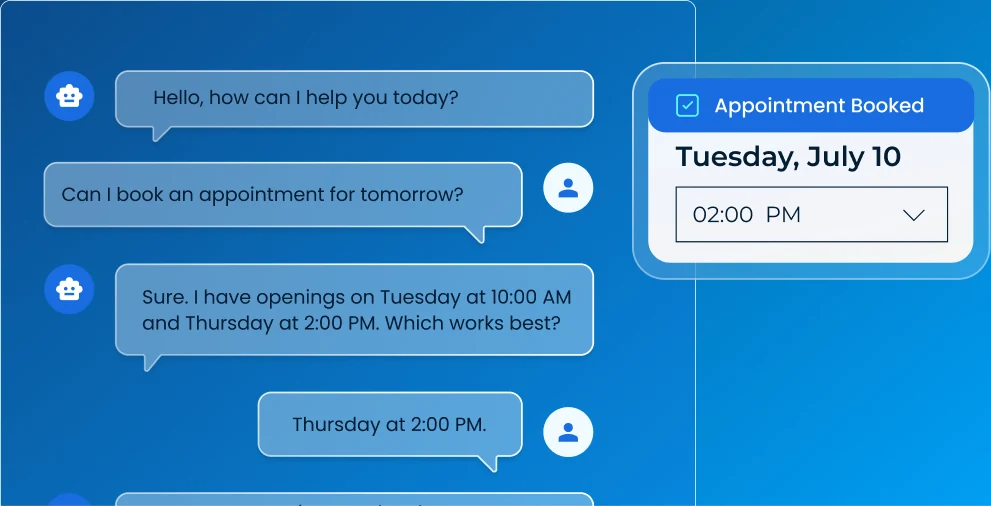 Hello, how can I help you today?
Can I book an appointment for tomorrow?
Sure. I have openings on Tuesday at 10:00 AM
and Thursday at 2:00 PM. Which works best?
Thursday at 2:00 PM.
Appointment Booked
Tuesday, July 10
02:00 PM